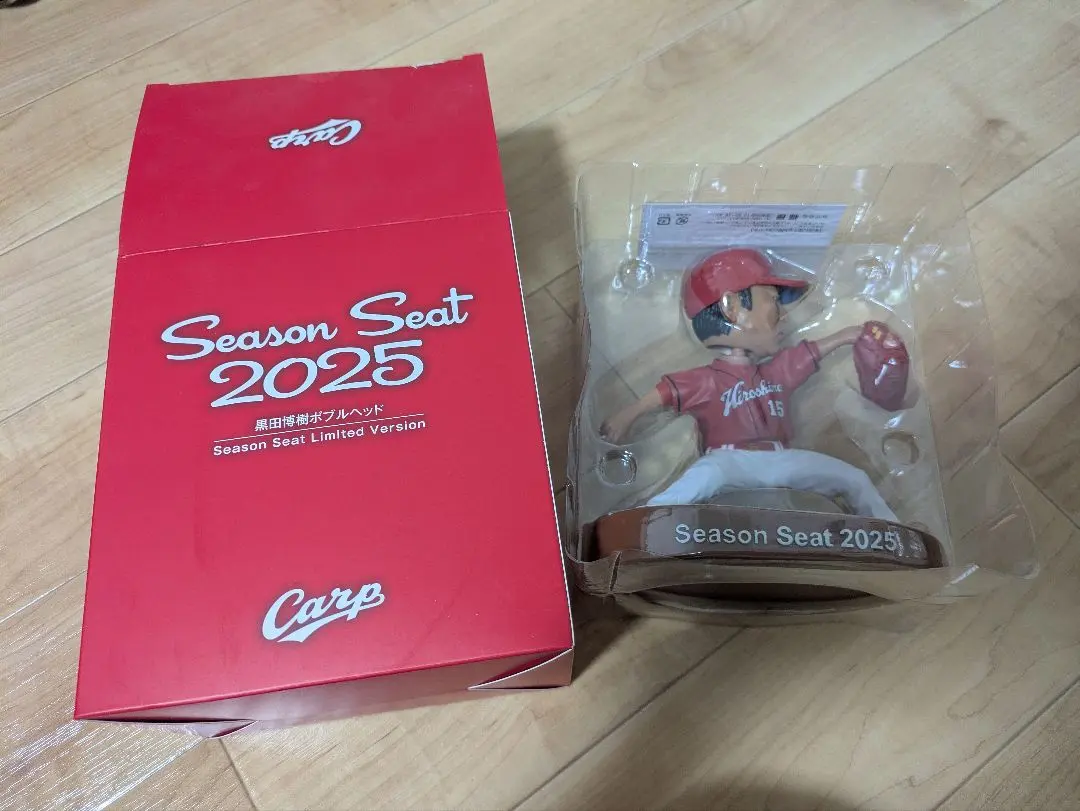 Carp
Season Seat
2025
黒田博樹ボブルヘッド
Season Seat Limited Version
Carp
Hiroshima
15
Season Seat 2025